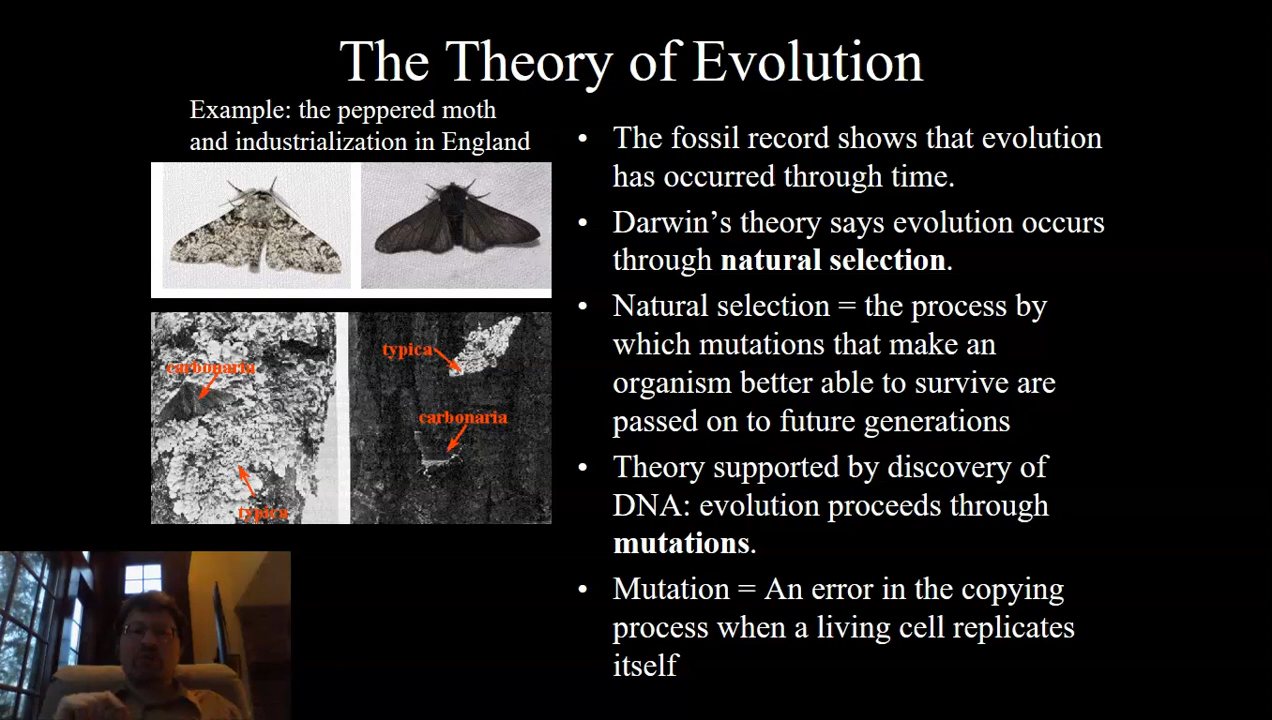 The Theory of Evolution
Example: the peppered moth
and industrialization in England
carbonaria
typica
typica
carbonaria
• The fossil record shows that evolution
has occurred through time.
• Darwin’s theory says evolution occurs
through natural selection.
• Natural selection = the process by
which mutations that make an
organism better able to survive are
passed on to future generations
• Theory supported by discovery of
DNA: evolution proceeds through
mutations.
• Mutation = An error in the copying
process when a living cell replicates
itself